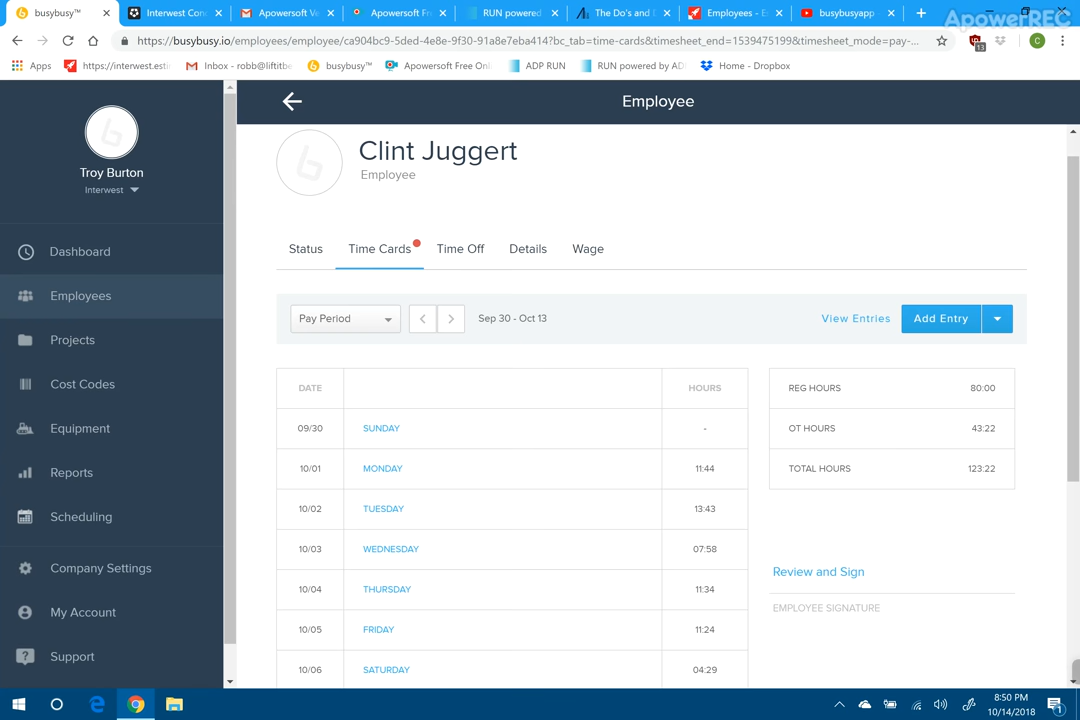 busybusy™
Interwest Con
Apowersoft V
Apowersoft Fr
RUN powered
The Do's and
Employees - E
busybusyapp
ApowerREC
https://busybusy.io/employees/employee/ca904bc9-5ded-4e8e-9f30-91a8e7eba414?bc_tab=time-cards&timesheet_end=1539475199&timesheet_mode=pay-...
13
C
Apps
https://interwest.esti
Inbox - robb@liftitbe
busybusy™
Apowersoft Free Onl
ADP RUN
RUN powered by AD
Home - Dropbox
Troy Burton
Interwest
Dashboard
Employees
Projects
Cost Codes
Equipment
Reports
Scheduling
Company Settings
My Account
Support
Employee
Clint Juggert
Employee
Status
Time Cards
Time Off
Details
Wage
Pay Period
Sep 30 - Oct 13
View Entries
Add Entry
DATE
HOURS
09/30 SUNDAY -
10/01 MONDAY 11:44
10/02 TUESDAY 13:43
10/03 WEDNESDAY 07:58
10/04 THURSDAY 11:34
10/05 FRIDAY 11:24
10/06 SATURDAY 04:29
REG HOURS 80:00
OT HOURS 43:22
TOTAL HOURS 123:22
Review and Sign
EMPLOYEE SIGNATURE
8:50 PM
10/14/2018
1